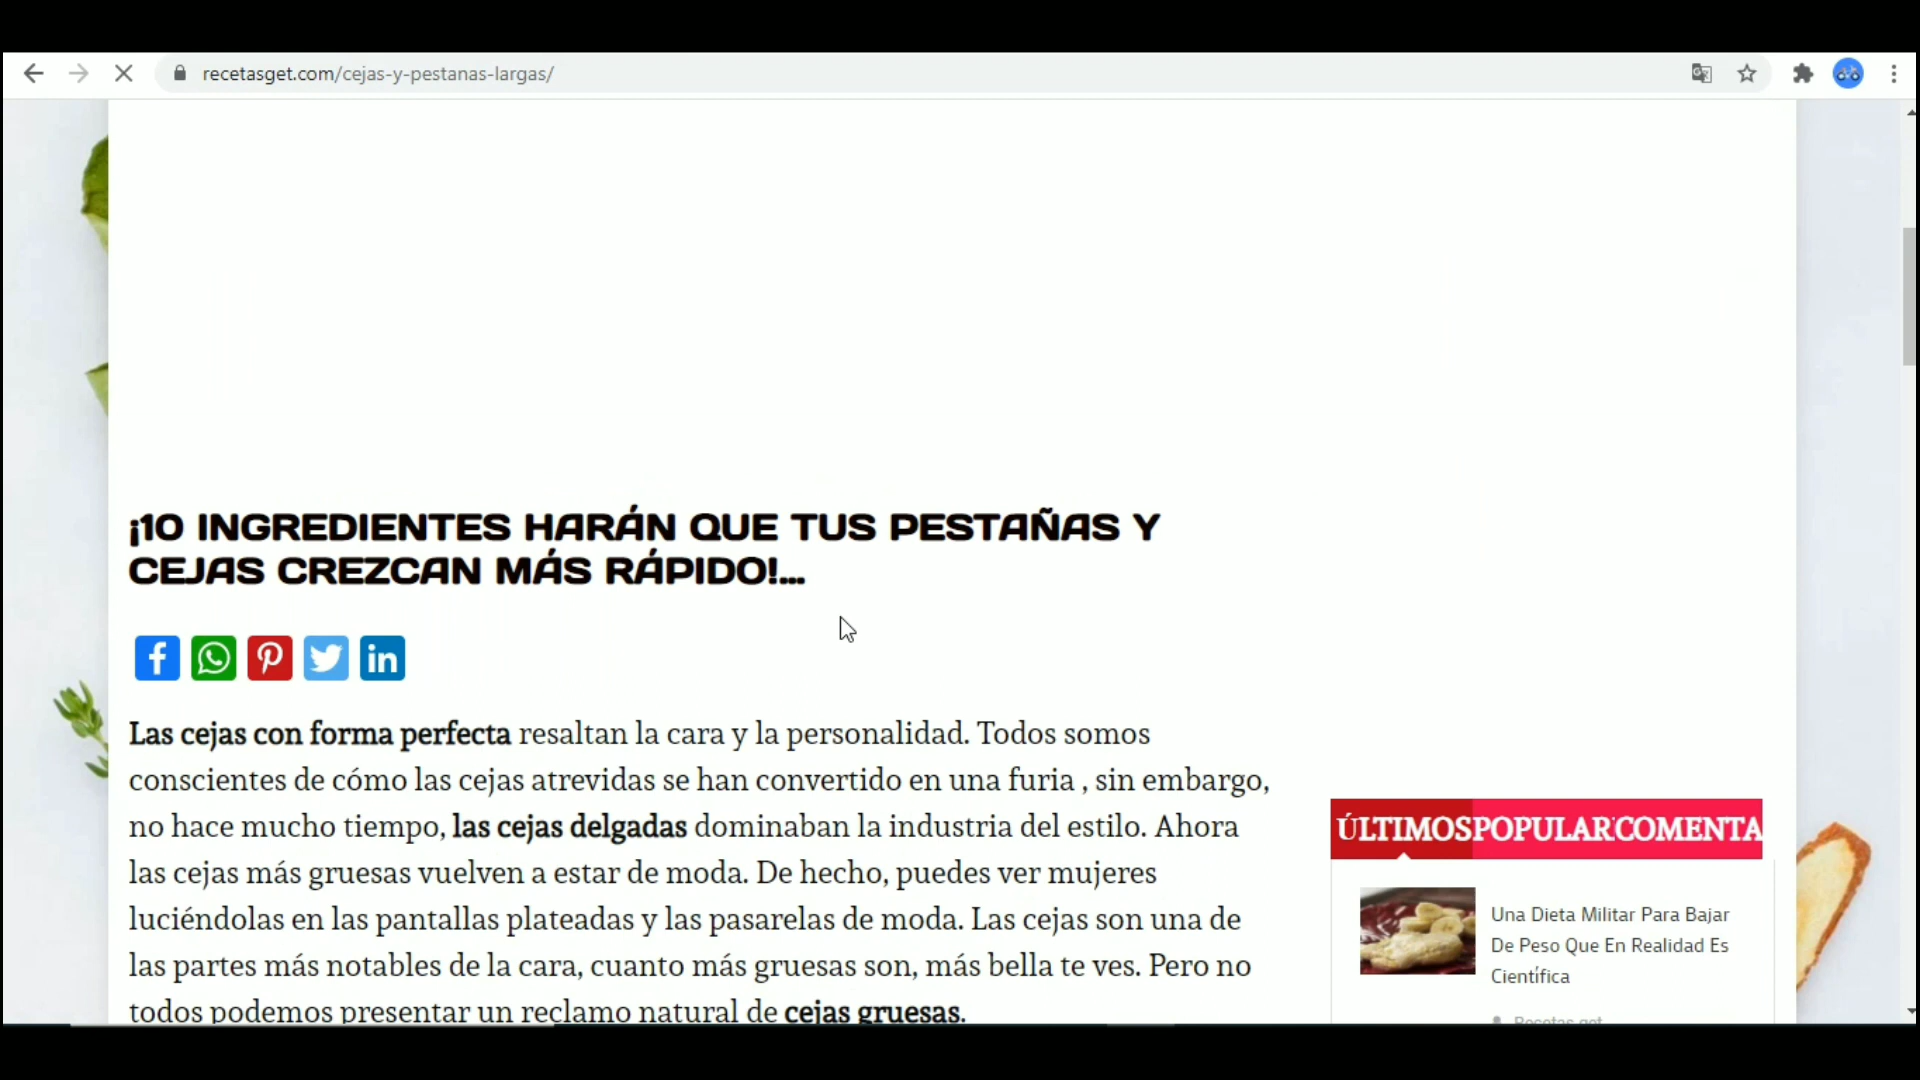 recetasget.com/cejas-y-pestanas-largas/
¡10 INGREDIENTES HARÁN QUE TUS PESTAÑAS Y
CEJAS CREZCAN MÁS RÁPIDO!...
Las cejas con forma perfecta resaltan la cara y la personalidad. Todos somos
conscientes de cómo las cejas atrevidas se han convertido en una furia , sin embargo,
no hace mucho tiempo, las cejas delgadas dominaban la industria del estilo. Ahora
las cejas más gruesas vuelven a estar de moda. De hecho, puedes ver mujeres
luciéndolas en las pantallas plateadas y las pasarelas de moda. Las cejas son una de
las partes más notables de la cara, cuanto más gruesas son, más bella te ves. Pero no
todos podemos presentar un reclamo natural de cejas gruesas.
ÚLTIMOS POPULAR COMENTA
Una Dieta Militar Para Bajar
De Peso Que En Realidad Es
Científica
Recetas get